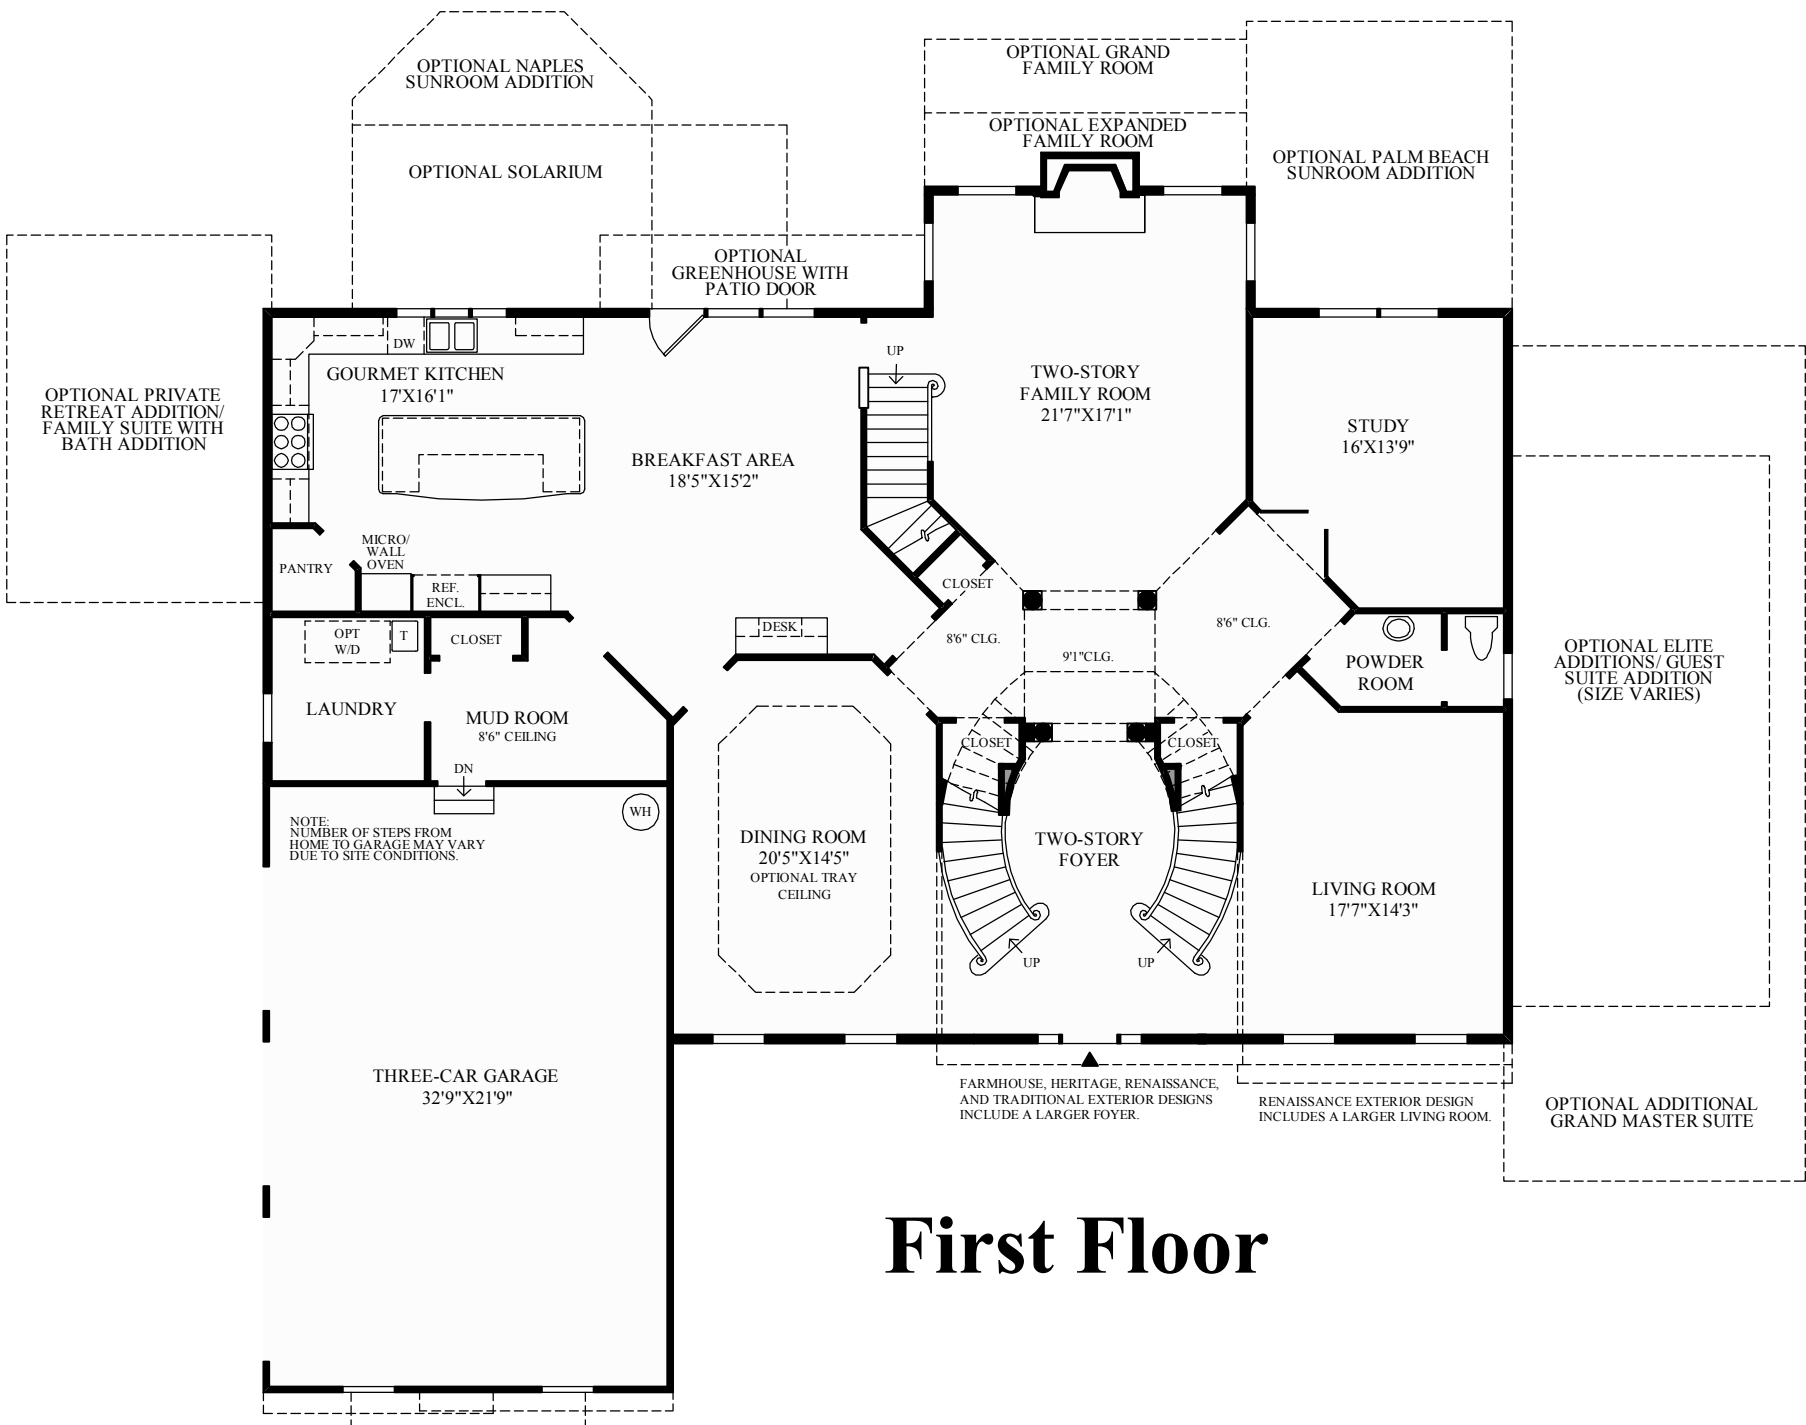 OPTIONAL NAPLES
SUNROOM ADDITION
OPTIONAL GRAND
FAMILY ROOM
OPTIONAL EXPANDED
FAMILY ROOM
OPTIONAL PALM BEACH
SUNROOM ADDITION
OPTIONAL SOLARIUM
OPTIONAL
GREENHOUSE WITH
PATIO DOOR
OPTIONAL PRIVATE
RETREAT ADDITION/
FAMILY SUITE WITH
BATH ADDITION
DW
GOURMET KITCHEN
17'X16'1"
UP
TWO-STORY
FAMILY ROOM
21'7"X17'1"
STUDY
16'X13'9"
BREAKFAST AREA
18'5"X15'2"
MICRO/
WALL
OVEN
PANTRY
REF.
ENCL.
CLOSET
OPT
W/D
T
CLOSET
DESK
8'6" CLG.
9'1"CLG.
8'6" CLG.
POWDER
ROOM
OPTIONAL ELITE
ADDITIONS/ GUEST
SUITE ADDITION
(SIZE VARIES)
LAUNDRY
MUD ROOM
8'6" CEILING
DN
CLOSET
CLOSET
NOTE:
NUMBER OF STEPS FROM
HOME TO GARAGE MAY VARY
DUE TO SITE CONDITIONS.
WH
DINING ROOM
20'5"X14'5"
OPTIONAL TRAY
CEILING
TWO-STORY
FOYER
LIVING ROOM
17'7"X14'3"
UP
UP
THREE-CAR GARAGE
32'9"X21'9"
FARMHOUSE, HERITAGE, RENAISSANCE,
AND TRADITIONAL EXTERIOR DESIGNS
INCLUDE A LARGER FOYER.
RENAISSANCE EXTERIOR DESIGN
INCLUDES A LARGER LIVING ROOM.
OPTIONAL ADDITIONAL
GRAND MASTER SUITE
First Floor